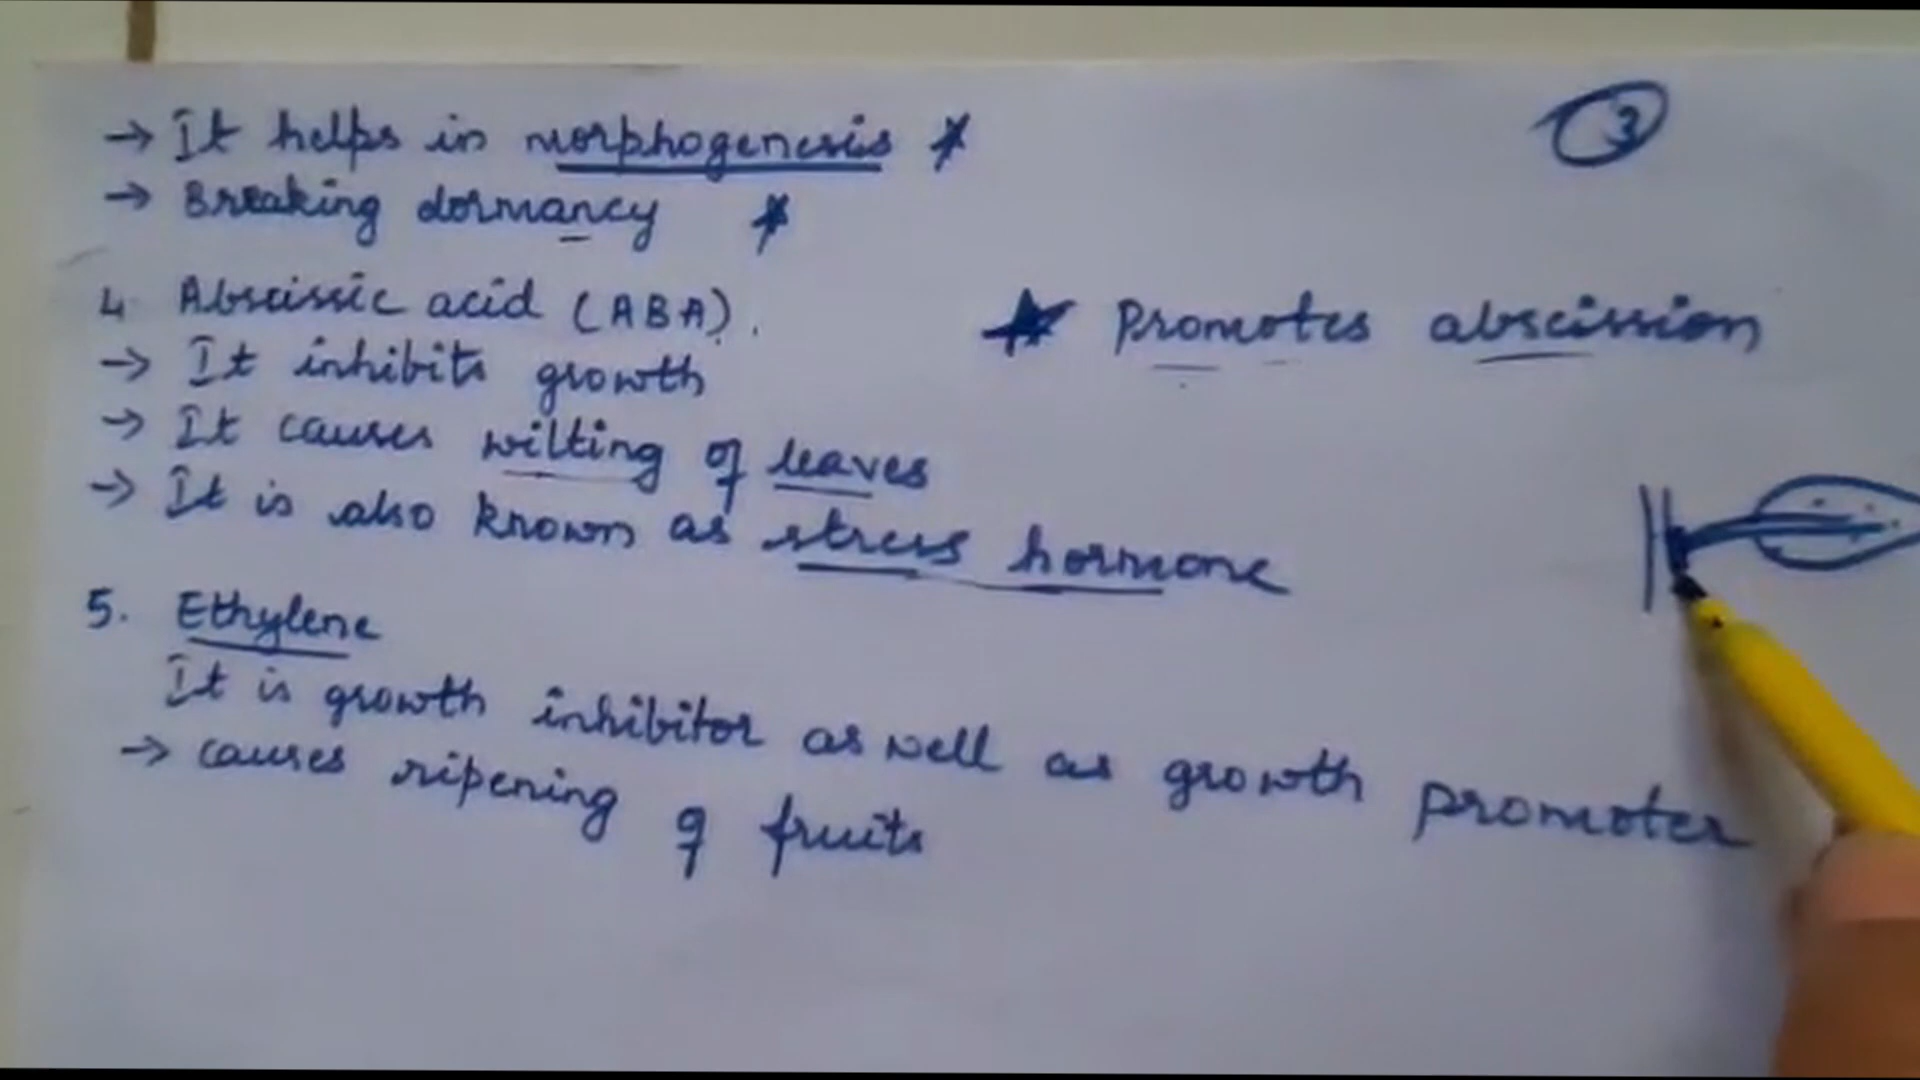 3
→ It helps in morphogenesis *
→ Breaking dormancy *
4. Abscissic acid (ABA).
★ Promotes abscission
→ It inhibits growth
→ It causes wilting of leaves
→ It is also known as stress hormone
5. Ethylene
It is growth inhibitor as well as growth promoter
→ causes ripening of fruits